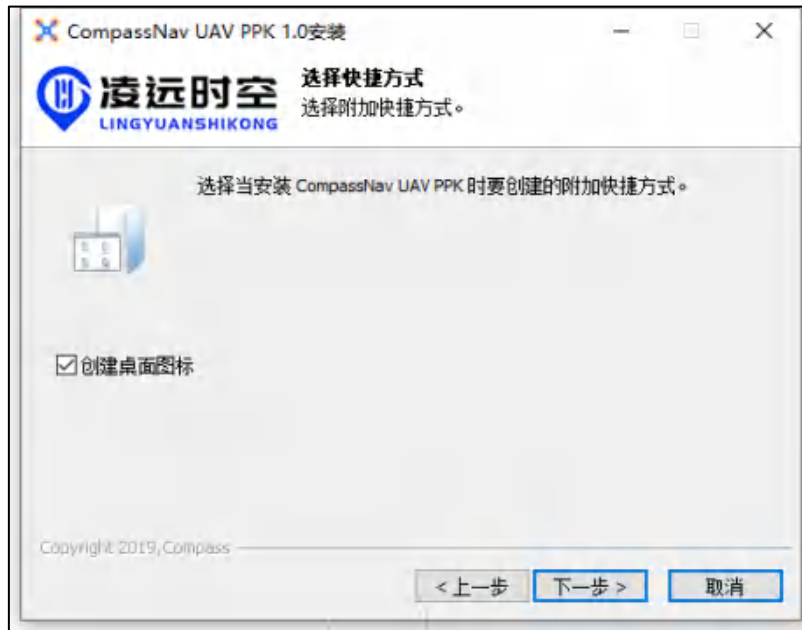 CompassNav UAV PPK 1.0安装
凌远时空
LINGYUANSHIKONG
选择快捷方式
选择附加快捷方式。
选择当安装 CompassNav UAV PPK 时要创建的附加快捷方式。
创建桌面图标
Copyright 2019,Compass
<上一步
下一步>
取消